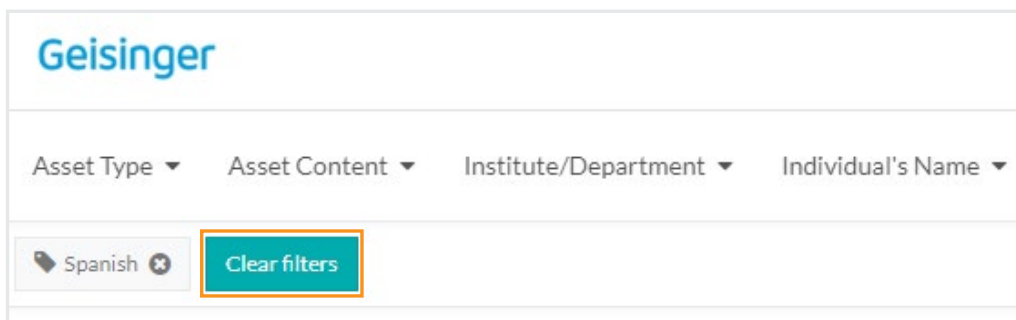 Geisinger
Asset Type Asset Content Institute/Department Individual's Name
Spanish Clear filters